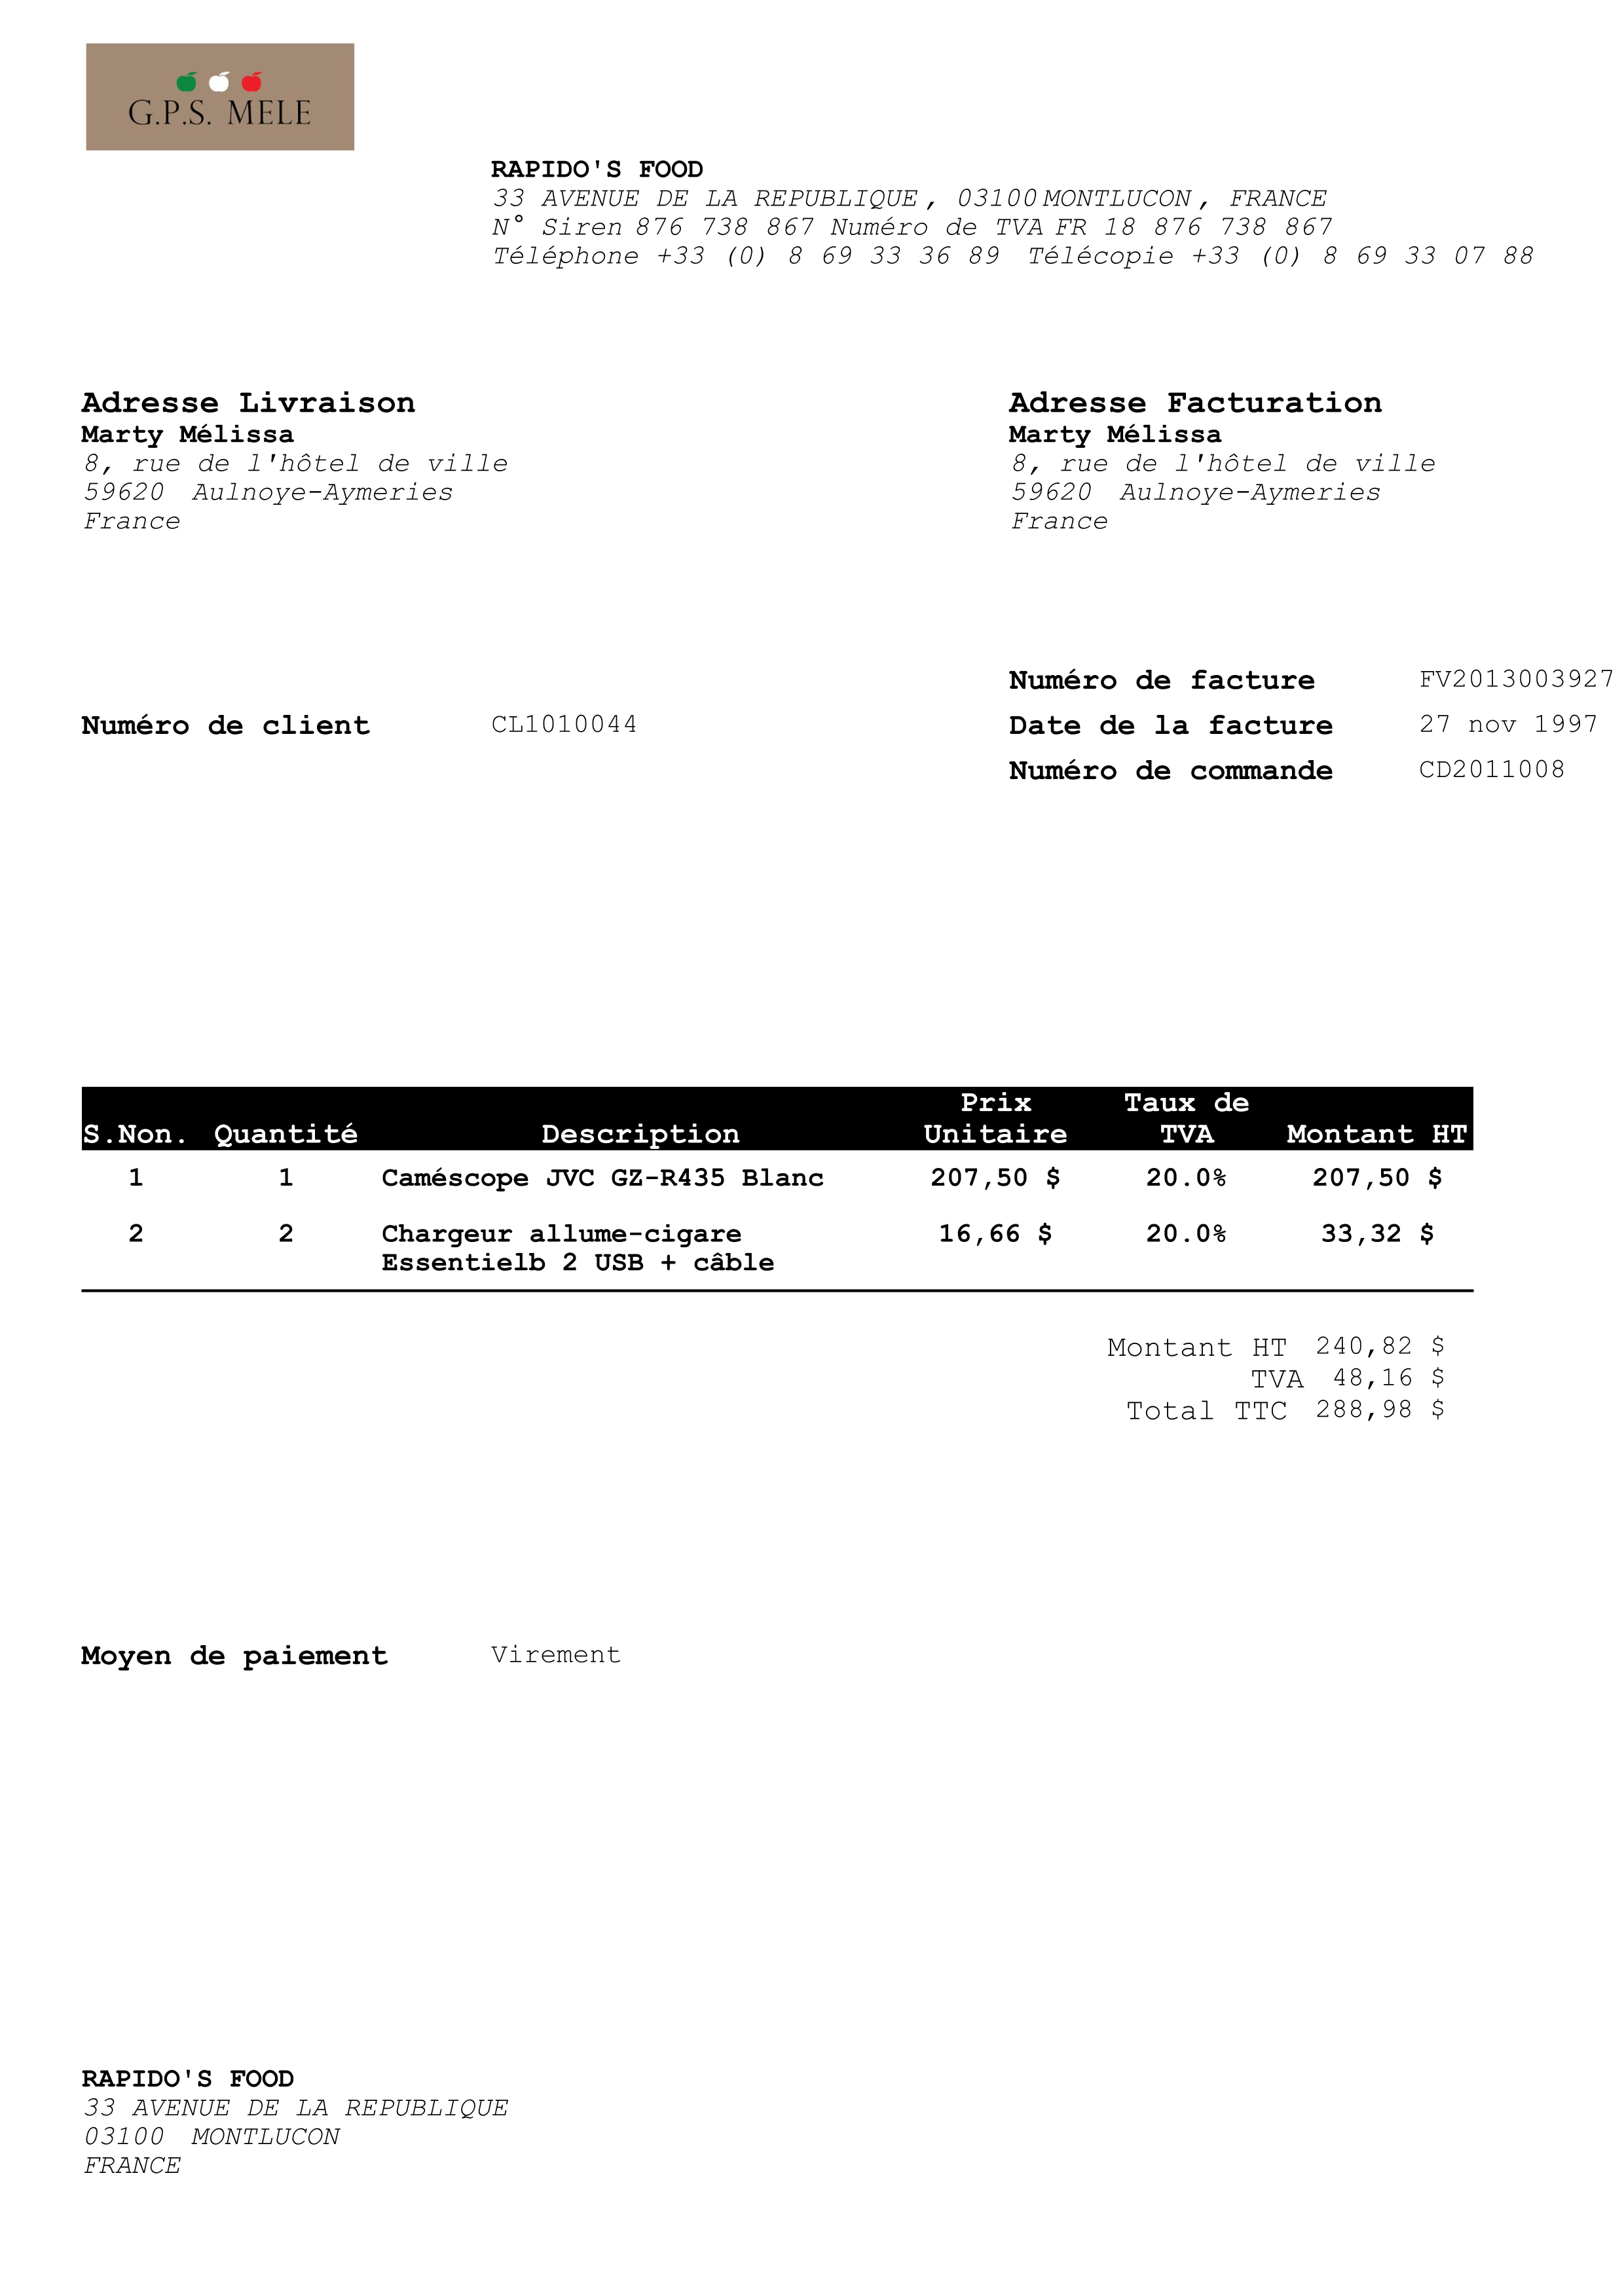 G.P.S. MELE
RAPIDO'S FOOD
33 AVENUE DE LA REPUBLIQUE, 03100 MONTLUCON, FRANCE
N° Siren 876 738 867 Numéro de TVA FR 18 876 738 867
Téléphone +33 (0) 8 69 33 36 89 Télécopie +33 (0) 8 69 33 07 88
Adresse Livraison
Marty Mélissa
8, rue de l'hôtel de ville
59620 Aulnoye-Aymeries
France
Adresse Facturation
Marty Mélissa
8, rue de l'hôtel de ville
59620 Aulnoye-Aymeries
France
Numéro de client CL1010044
Numéro de facture FV2013003927
Date de la facture 27 nov 1997
Numéro de commande CD2011008
S.Non. Quantité Description Prix Unitaire Taux de TVA Montant HT
1 1 Caméscope JVC GZ-R435 Blanc 207,50 $ 20.0% 207,50 $
2 2 Chargeur allume-cigare 16,66 $ 20.0% 33,32 $
Essentielb 2 USB + câble
Montant HT 240,82 $
TVA 48,16 $
Total TTC 288,98 $
Moyen de paiement Virement
RAPIDO'S FOOD
33 AVENUE DE LA REPUBLIQUE
03100 MONTLUCON
FRANCE